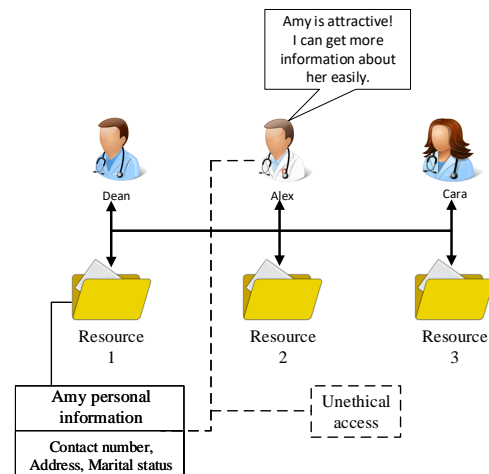 Amy is attractive!
I can get more
information about
her easily.
Dean
Alex
Cara
Resource
1
Resource
2
Resource
3
Amy personal
information
Contact number,
Address, Marital status
Unethical
access